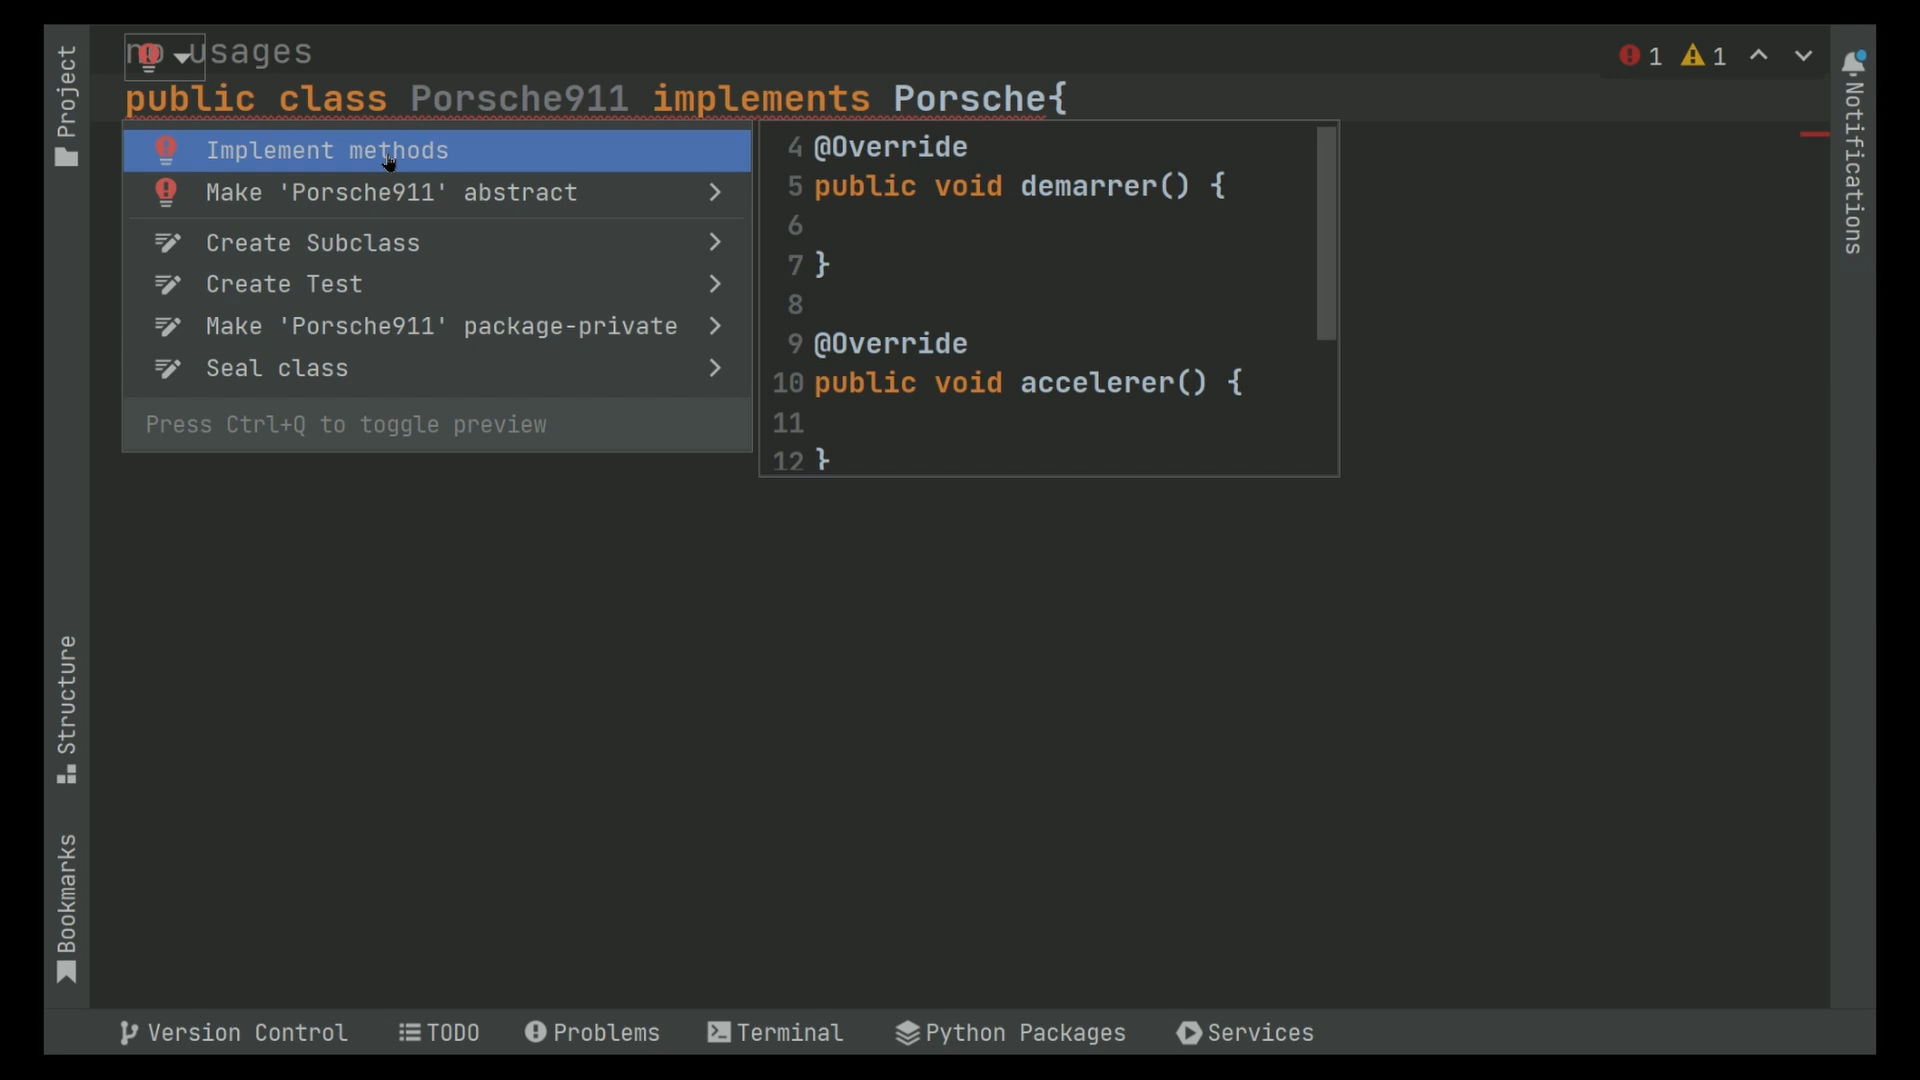 no usages
1 1
public class Porsche911 implements Porsche{
Implement methods
Make 'Porsche911' abstract
Create Subclass
Create Test
Make 'Porsche911' package-private
Seal class
Press Ctrl+Q to toggle preview
4 @Override
5 public void demarrer() {
6
7 }
8
9 @Override
10 public void accelerer() {
11
12 }
Project
Structure
Bookmarks
Notifications
Version Control TODO Problems Terminal Python Packages Services